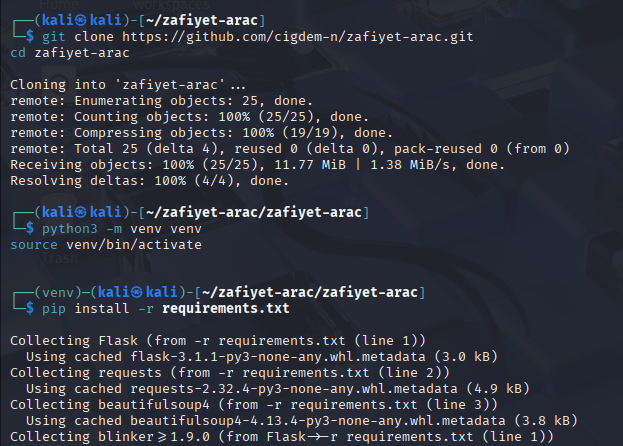 ┌──(kali㉿kali)-[~/zafiyet-arac]
└─$ git clone https://github.com/cigdem-n/zafiyet-arac.git
cd zafiyet-arac
Cloning into 'zafiyet-arac'...
remote: Enumerating objects: 25, done.
remote: Counting objects: 100% (25/25), done.
remote: Compressing objects: 100% (19/19), done.
remote: Total 25 (delta 4), reused 0 (delta 0), pack-reused 0 (from 0)
Receiving objects: 100% (25/25), 11.77 MiB | 1.38 MiB/s, done.
Resolving deltas: 100% (4/4), done.
┌──(kali㉿kali)-[~/zafiyet-arac/zafiyet-arac]
└─$ python3 -m venv venv
source venv/bin/activate
┌──(venv)─(kali㉿kali)-[~/zafiyet-arac/zafiyet-arac]
└─$ pip install -r requirements.txt
Collecting Flask (from -r requirements.txt (line 1))
  Using cached flask-3.1.1-py3-none-any.whl.metadata (3.0 kB)
Collecting requests (from -r requirements.txt (line 2))
  Using cached requests-2.32.4-py3-none-any.whl.metadata (4.9 kB)
Collecting beautifulsoup4 (from -r requirements.txt (line 3))
  Using cached beautifulsoup4-4.13.4-py3-none-any.whl.metadata (3.8 kB)
Collecting blinker>=1.9.0 (from Flask->-r requirements.txt (line 1))